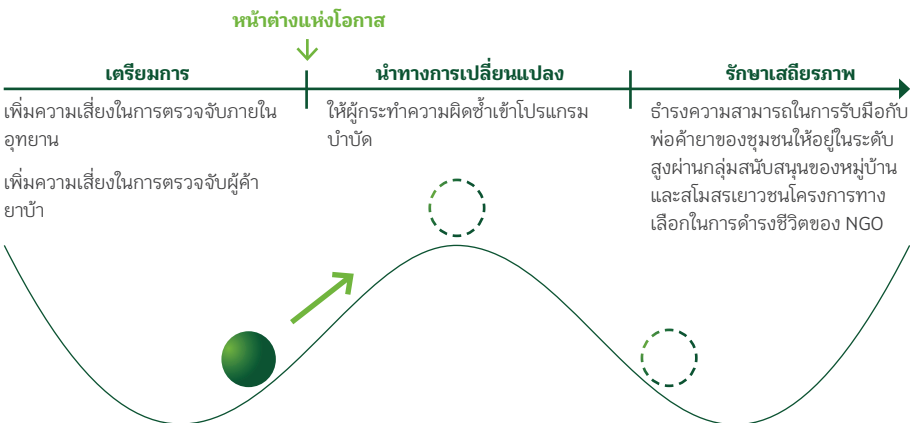 หน้าต่างแห่งโอกาส
เตรียมการ
เพิ่มความเสี่ยงในการตรวจจับภายใน
อุทยาน
เพิ่มความเสี่ยงในการตรวจจับผู้ค้า
ยาบ้า
นำทางการเปลี่ยนแปลง
ให้ผู้กระทำความผิดซ้ำเข้าโปรแกรม
บำบัด
รักษาเสถียรภาพ
ธำรงความสามารถในการรับมือกับ
พ่อค้ายาของชุมชนให้อยู่ในระดับ
สูงผ่านกลุ่มสนับสนุนของหมู่บ้าน
และสโมสรเยาวชนโครงการทาง
เลือกในการดำรงชีวิตของ NGO